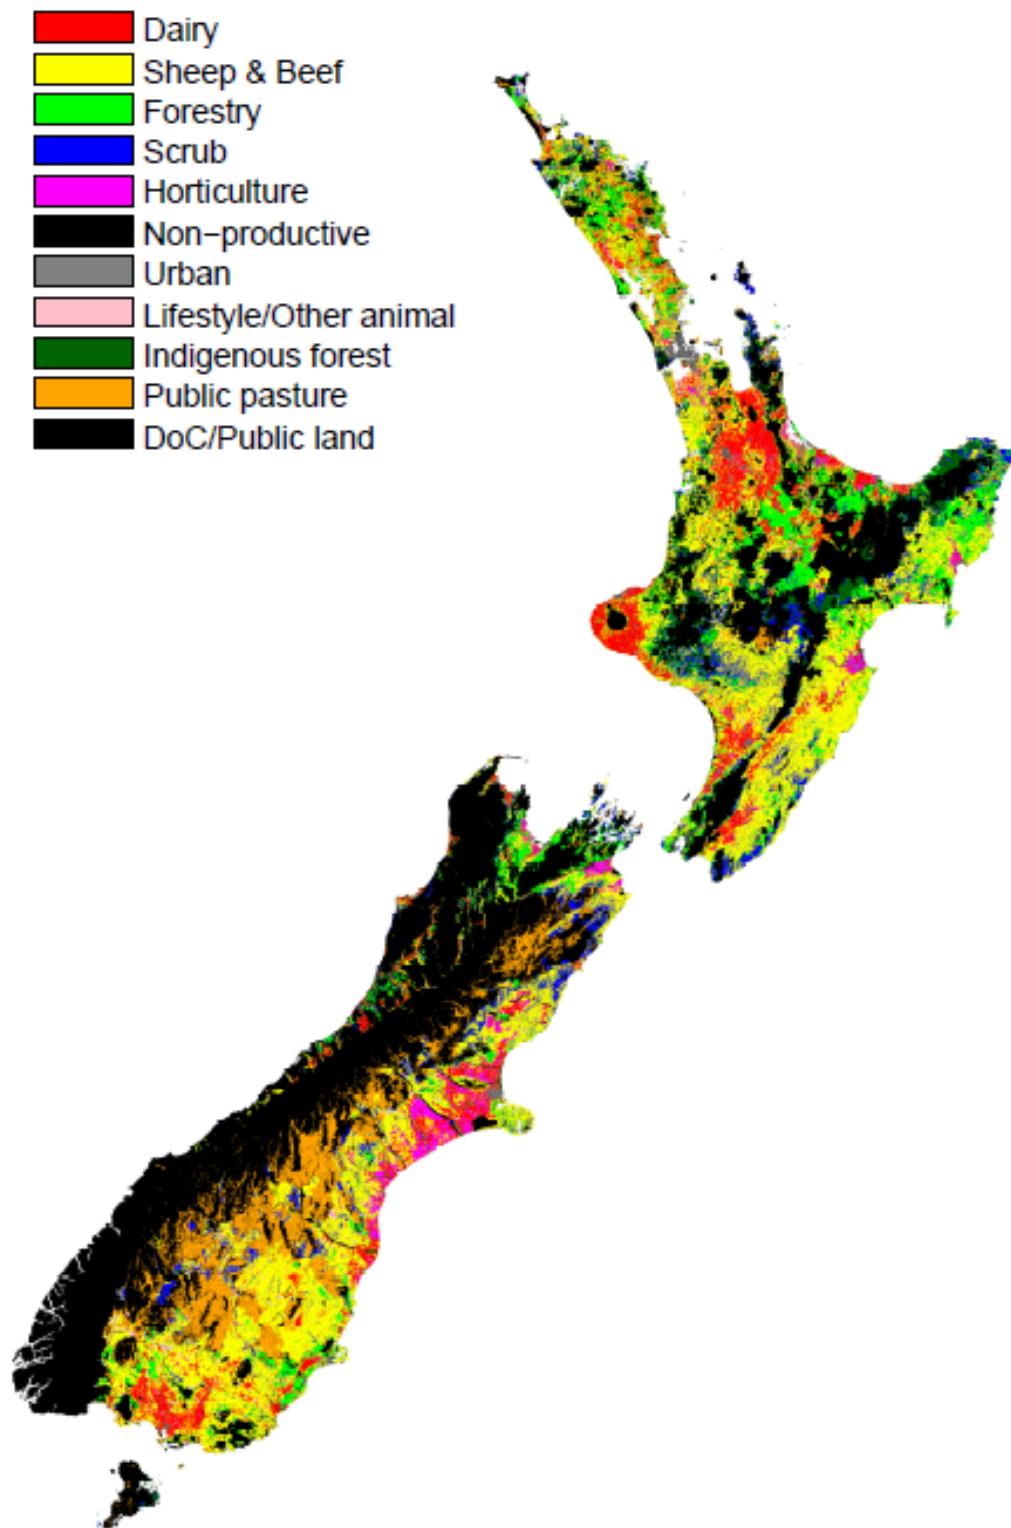 Dairy
Sheep & Beef
Forestry
Scrub
Horticulture
Non−productive
Urban
Lifestyle/Other animal
Indigenous forest
Public pasture
DoC/Public land